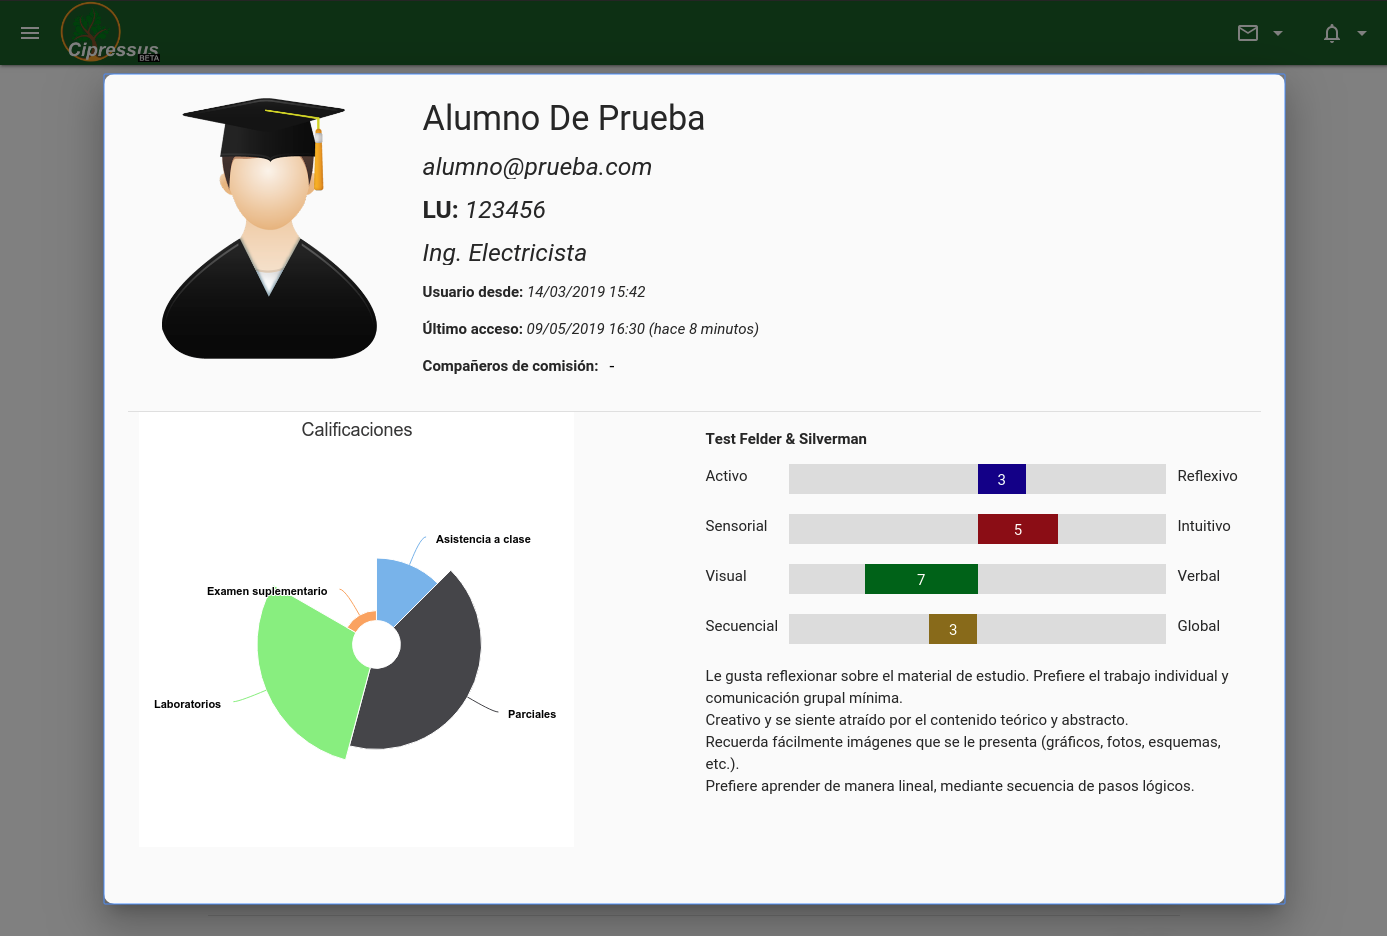 Cipressus
BETA
Alumno De Prueba
alumno@prueba.com
LU: 123456
Ing. Electricista
Usuario desde: 14/03/2019 15:42
Último acceso: 09/05/2019 16:30 (hace 8 minutos)
Compañeros de comisión: -
Calificaciones
Asistencia a clase
Examen suplementario
Laboratorios
Parciales
Test Felder & Silverman
Activo 3 Reflexivo
Sensorial 5 Intuitivo
Visual 7 Verbal
Secuencial 3 Global
Le gusta reflexionar sobre el material de estudio. Prefiere el trabajo individual y
comunicación grupal mínima.
Creativo y se siente atraído por el contenido teórico y abstracto.
Recuerda fácilmente imágenes que se le presenta (gráficos, fotos, esquemas,
etc.).
Prefiere aprender de manera lineal, mediante secuencia de pasos lógicos.